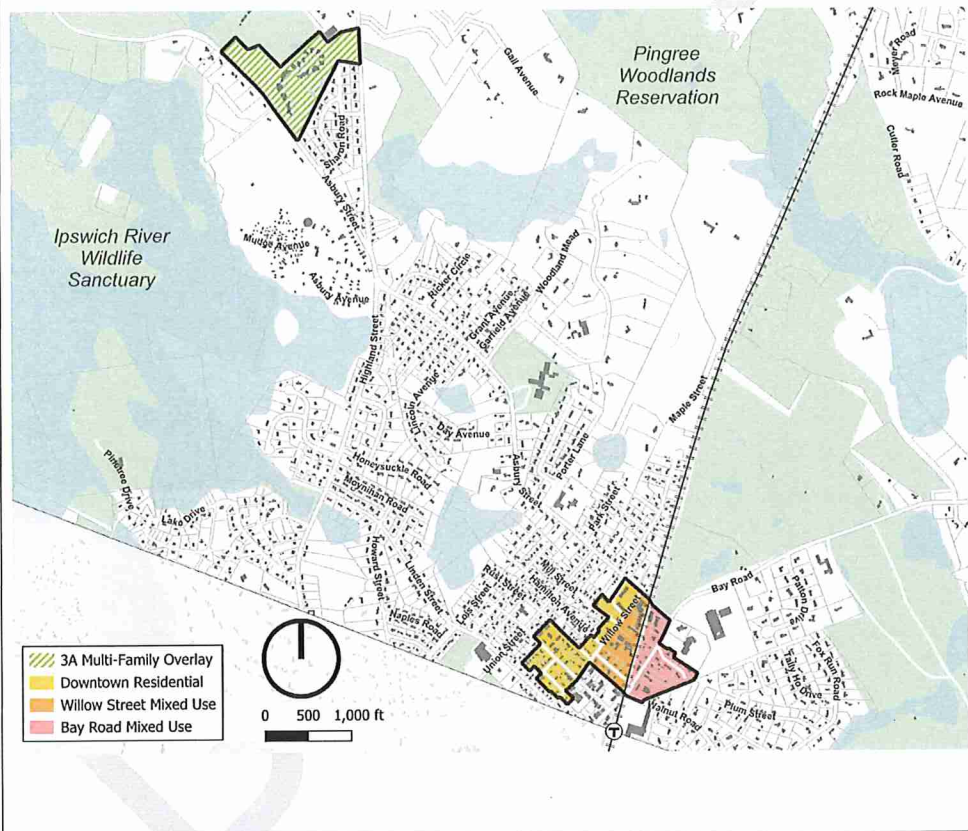 Pingree
Woodlands
Reservation
Gail Avenue
Meyer Road
Rock Maple Avenue
Cutler Road
Sharon Road
Asbury Street
Ipswich River
Wildlife
Sanctuary
Mudge Avenue
Asbury Avenue
Ricker Circle
Woodland Mead
Grant Avenue
Garfield Avenue
Highland Street
Lincoln Avenue
Day Avenue
Maple Street
Porter Lane
Honeysuckle Road
Moynihan Road
Asbury Street
Park Street
Pinetree Drive
Lake Drive
Howard Street
Linden Street
Mill Street
Rust Street
Hamilton Avenue
Lois Street
Willow Street
Bay Road
Patton Drive
Naples Road
Union Street
Fox Run Road
Tally Ho Drive
Walnut Road
Plum Street
T
3A Multi-Family Overlay
Downtown Residential
Willow Street Mixed Use
Bay Road Mixed Use
0 500 1,000 ft